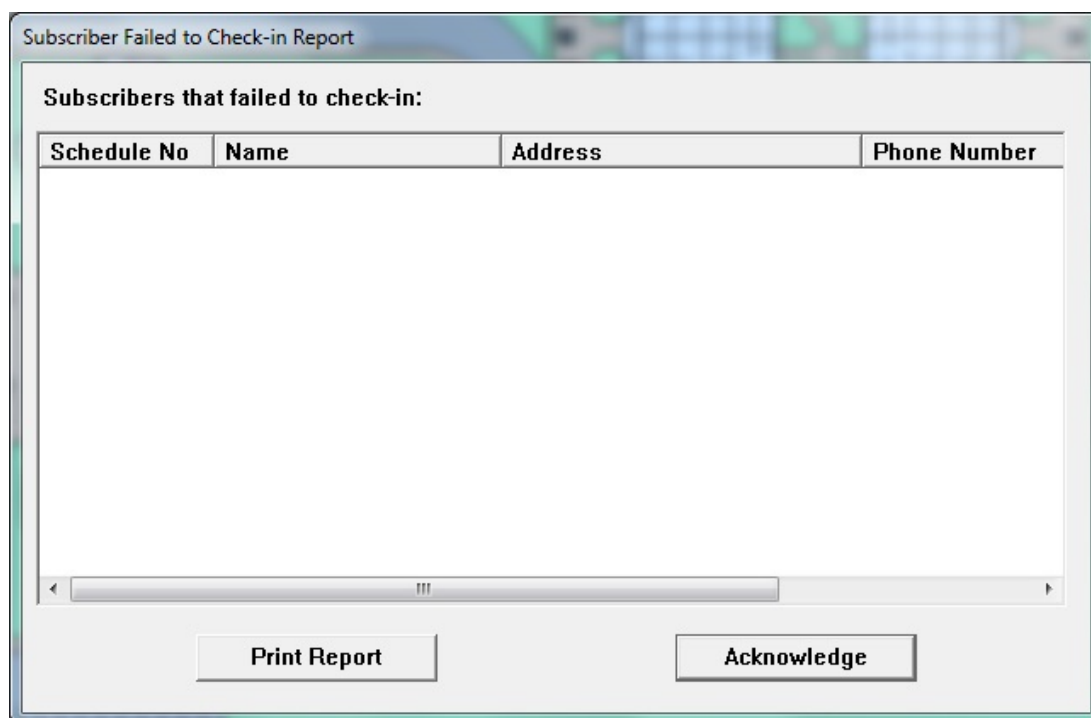 Subscriber Failed to Check-in Report
Subscribers that failed to check-in:
Schedule No Name Address Phone Number
Print Report Acknowledge